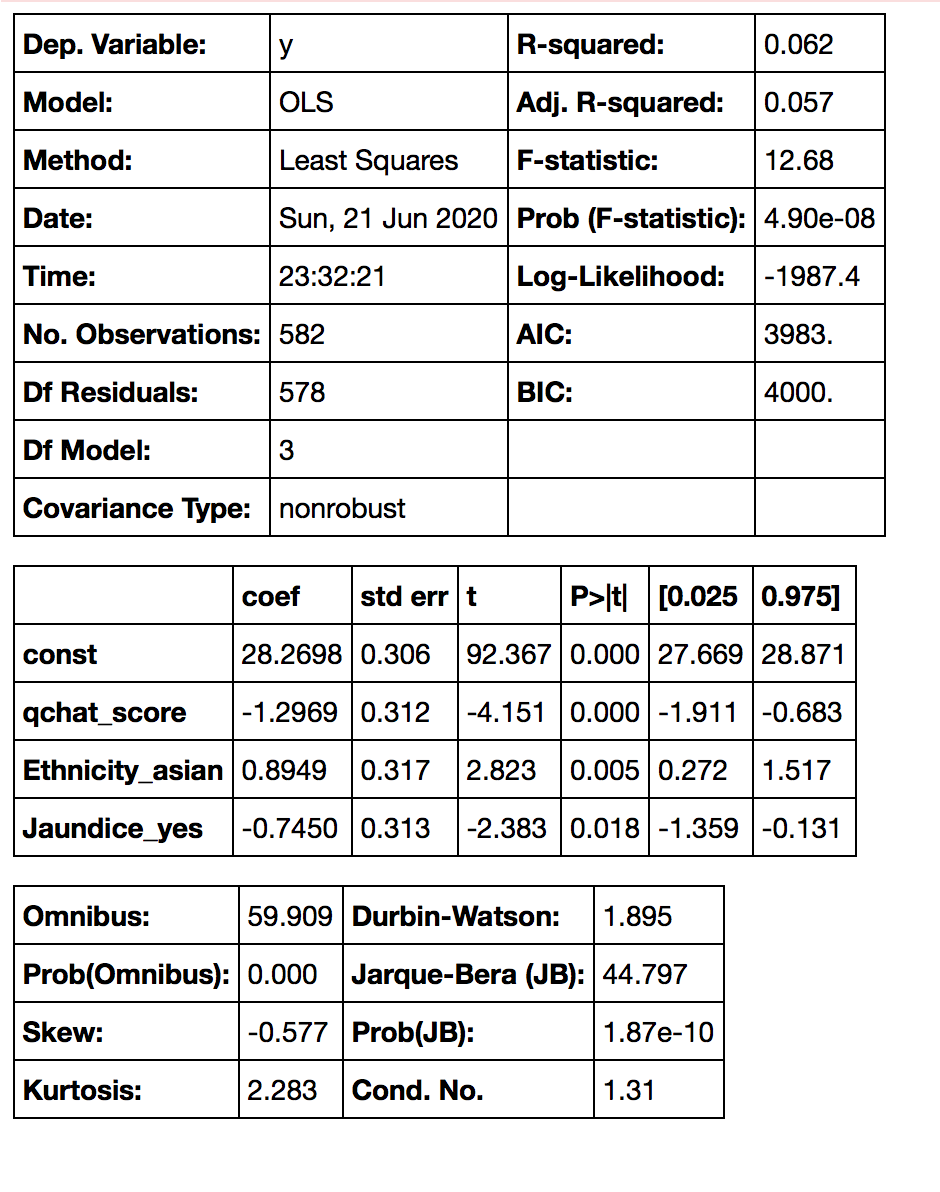 Dep. Variable: y R-squared: 0.062
Model: OLS Adj. R-squared: 0.057
Method: Least Squares F-statistic: 12.68
Date: Sun, 21 Jun 2020 Prob (F-statistic): 4.90e-08
Time: 23:32:21 Log-Likelihood: -1987.4
No. Observations: 582 AIC: 3983.
Df Residuals: 578 BIC: 4000.
Df Model: 3
Covariance Type: nonrobust
coef std err t P>|t| [0.025 0.975]
const 28.2698 0.306 92.367 0.000 27.669 28.871
qchat_score -1.2969 0.312 -4.151 0.000 -1.911 -0.683
Ethnicity_asian 0.8949 0.317 2.823 0.005 0.272 1.517
Jaundice_yes -0.7450 0.313 -2.383 0.018 -1.359 -0.131
Omnibus: 59.909 Durbin-Watson: 1.895
Prob(Omnibus): 0.000 Jarque-Bera (JB): 44.797
Skew: -0.577 Prob(JB): 1.87e-10
Kurtosis: 2.283 Cond. No. 1.31